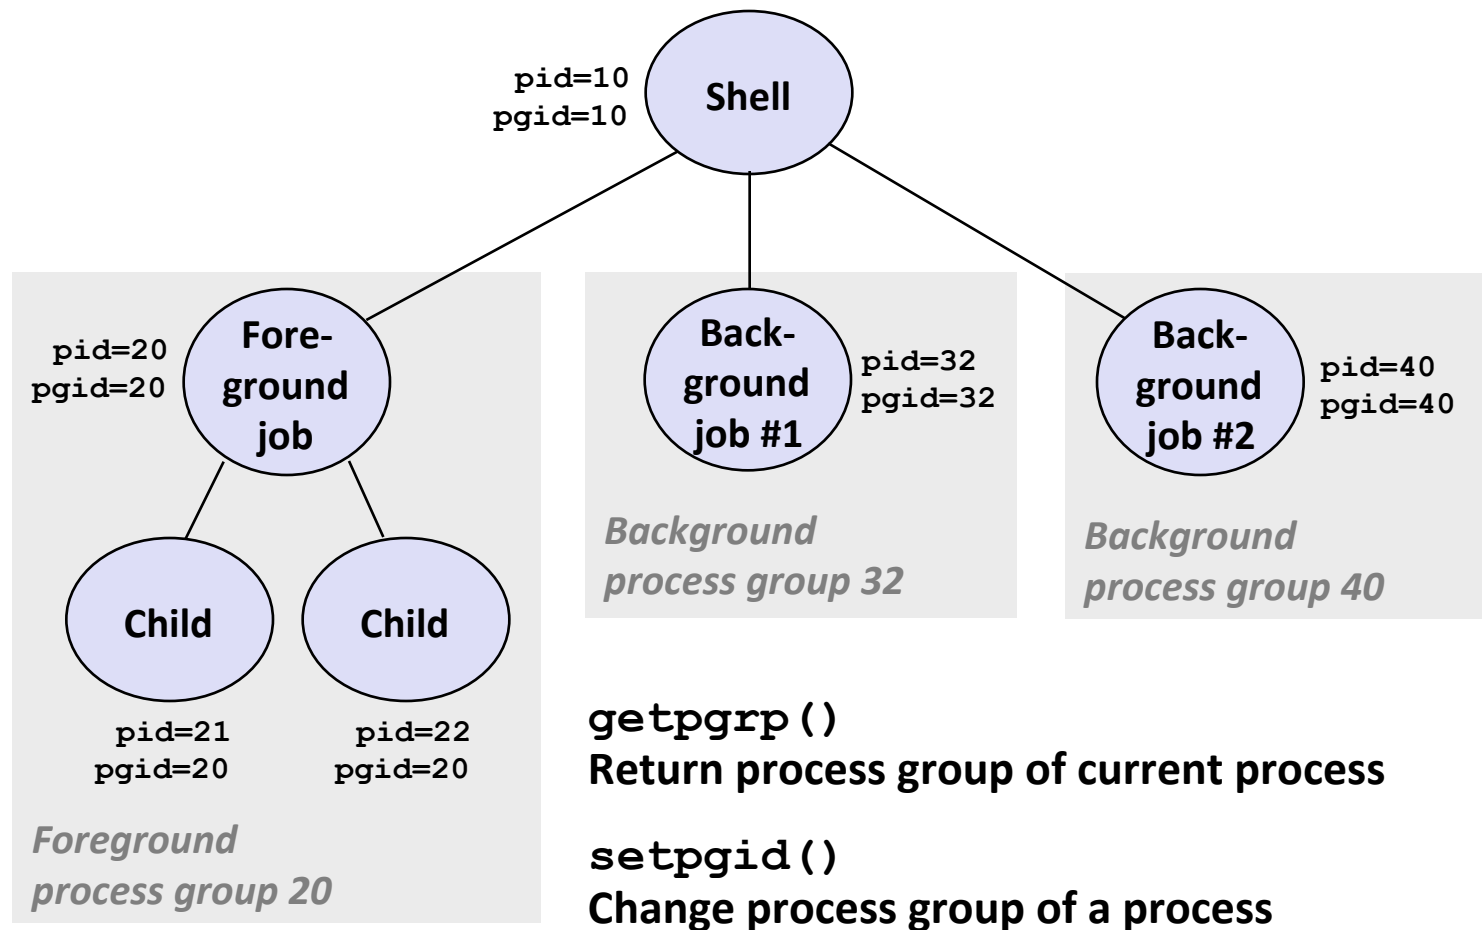 pid=10
pgid=10
Shell
pid=20
pgid=20
Fore-
ground
job
Back-
ground
job #1
pid=32
pgid=32
Back-
ground
job #2
pid=40
pgid=40
Background
process group 32
Background
process group 40
Child
Child
pid=21
pgid=20
pid=22
pgid=20
Foreground
process group 20
getpgrp()
Return process group of current process
setpgid()
Change process group of a process